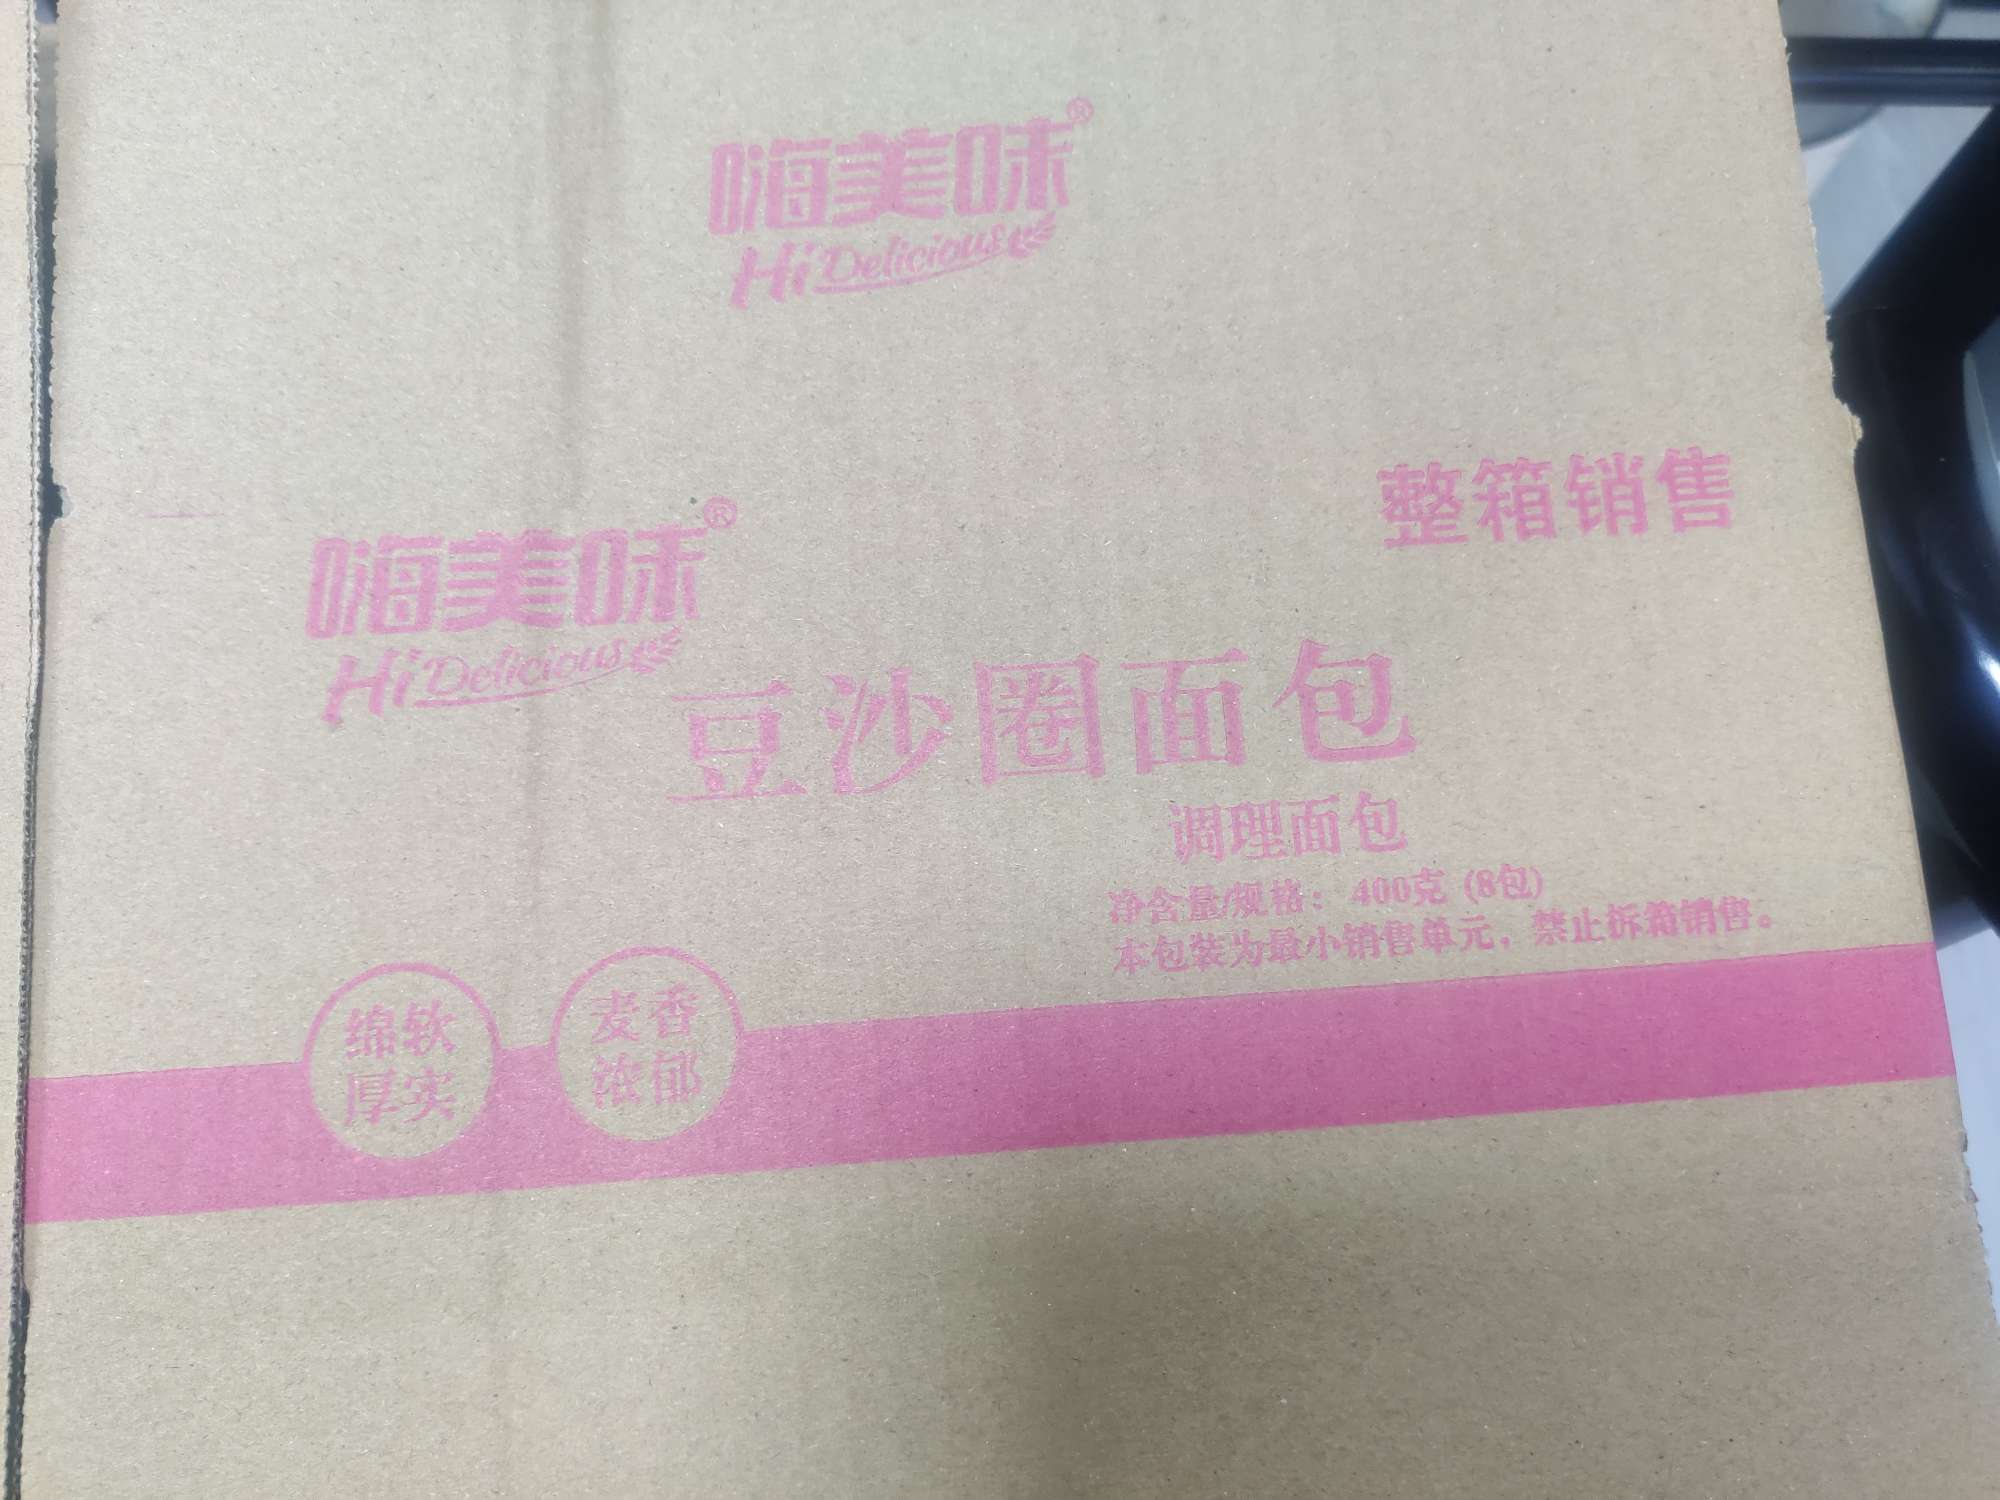 嗨美味®
Hi Delicious
整箱销售
嗨美味®
Hi Delicious
豆沙圈面包
调理面包
净含量/规格：400克 (8包)
本包装为最小销售单元，禁止拆箱销售。
绵软
厚实
麦香
浓郁